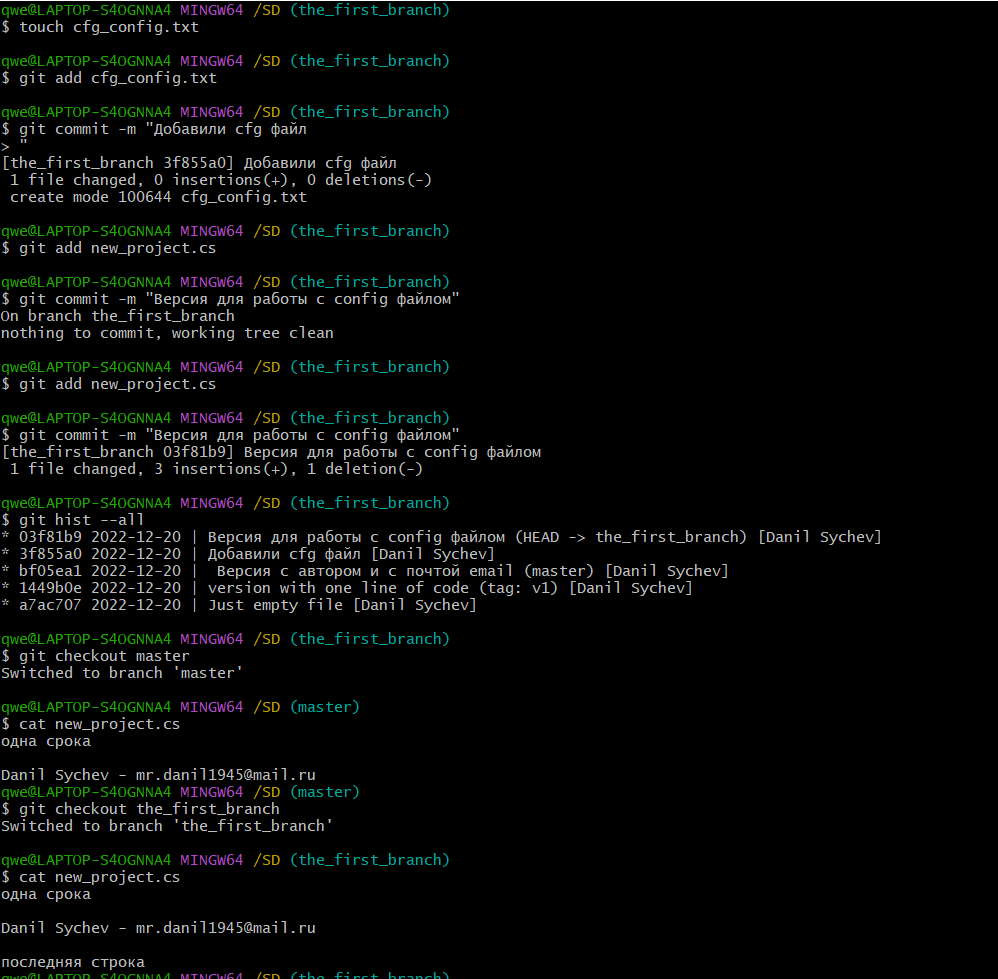 qwe@LAPTOP-S4OGNNA4 MINGW64 /SD (the_first_branch)
$ touch cfg_config.txt
qwe@LAPTOP-S4OGNNA4 MINGW64 /SD (the_first_branch)
$ git add cfg_config.txt
qwe@LAPTOP-S4OGNNA4 MINGW64 /SD (the_first_branch)
$ git commit -m "Добавили cfg файл
> "
[the_first_branch 3f855a0] Добавили cfg файл
 1 file changed, 0 insertions(+), 0 deletions(-)
 create mode 100644 cfg_config.txt
qwe@LAPTOP-S4OGNNA4 MINGW64 /SD (the_first_branch)
$ git add new_project.cs
qwe@LAPTOP-S4OGNNA4 MINGW64 /SD (the_first_branch)
$ git commit -m "Версия для работы с config файлом"
On branch the_first_branch
nothing to commit, working tree clean
qwe@LAPTOP-S4OGNNA4 MINGW64 /SD (the_first_branch)
$ git add new_project.cs
qwe@LAPTOP-S4OGNNA4 MINGW64 /SD (the_first_branch)
$ git commit -m "Версия для работы с config файлом"
[the_first_branch 03f81b9] Версия для работы с config файлом
 1 file changed, 3 insertions(+), 1 deletion(-)
qwe@LAPTOP-S4OGNNA4 MINGW64 /SD (the_first_branch)
$ git hist --all
* 03f81b9 2022-12-20 | Версия для работы с config файлом (HEAD -> the_first_branch) [Danil Sychev]
* 3f855a0 2022-12-20 | Добавили cfg файл [Danil Sychev]
* bf05ea1 2022-12-20 |  Версия с автором и с почтой email (master) [Danil Sychev]
* 1449b0e 2022-12-20 | version with one line of code (tag: v1) [Danil Sychev]
* a7ac707 2022-12-20 | Just empty file [Danil Sychev]
qwe@LAPTOP-S4OGNNA4 MINGW64 /SD (the_first_branch)
$ git checkout master
Switched to branch 'master'
qwe@LAPTOP-S4OGNNA4 MINGW64 /SD (master)
$ cat new_project.cs
одна срока
Danil Sychev - mr.danil1945@mail.ru
qwe@LAPTOP-S4OGNNA4 MINGW64 /SD (master)
$ git checkout the_first_branch
Switched to branch 'the_first_branch'
qwe@LAPTOP-S4OGNNA4 MINGW64 /SD (the_first_branch)
$ cat new_project.cs
одна срока
Danil Sychev - mr.danil1945@mail.ru
последняя строка
qwe@LAPTOP-S4OGNNA4 MINGW64 /SD (the_first_branch)